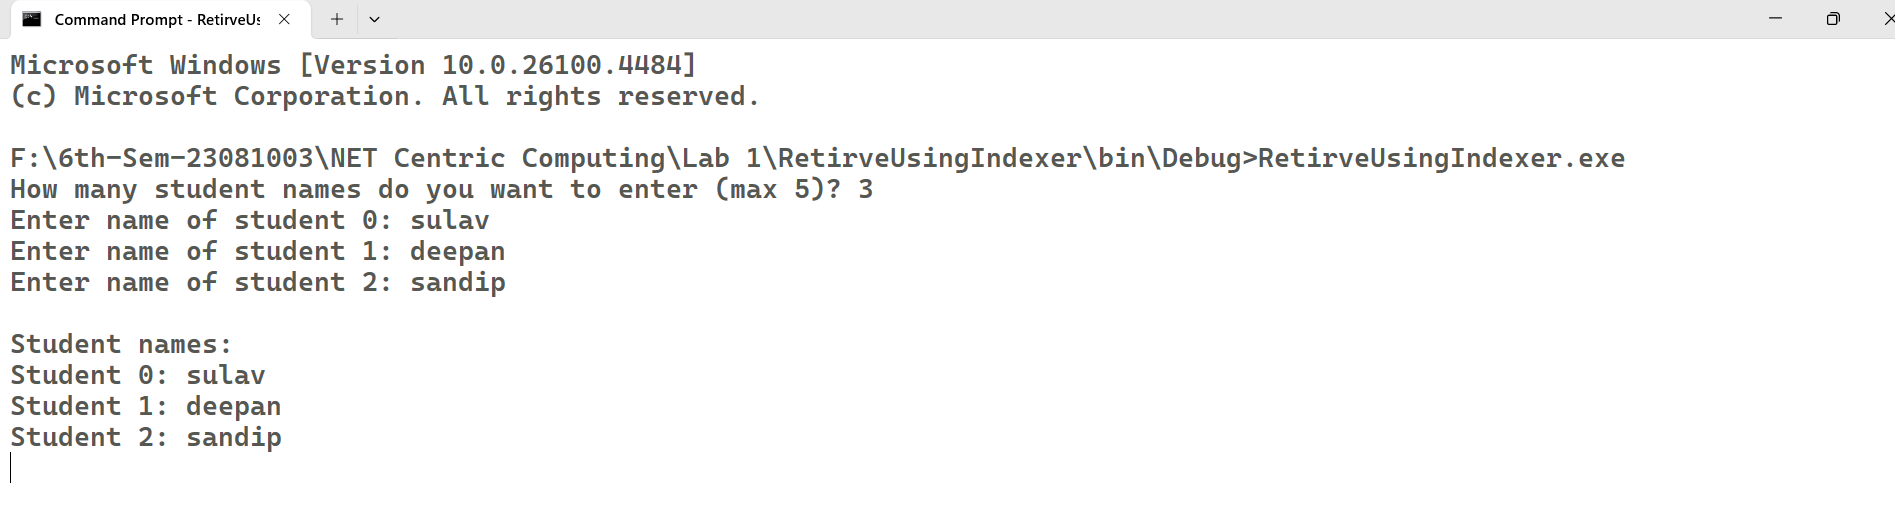 Command Prompt - RetirveUs
Microsoft Windows [Version 10.0.26100.4484]
(c) Microsoft Corporation. All rights reserved.
F:\6th-Sem-23081003\NET Centric Computing\Lab 1\RetirveUsingIndexer\bin\Debug>RetirveUsingIndexer.exe
How many student names do you want to enter (max 5)? 3
Enter name of student 0: sulav
Enter name of student 1: deepan
Enter name of student 2: sandip
Student names:
Student 0: sulav
Student 1: deepan
Student 2: sandip